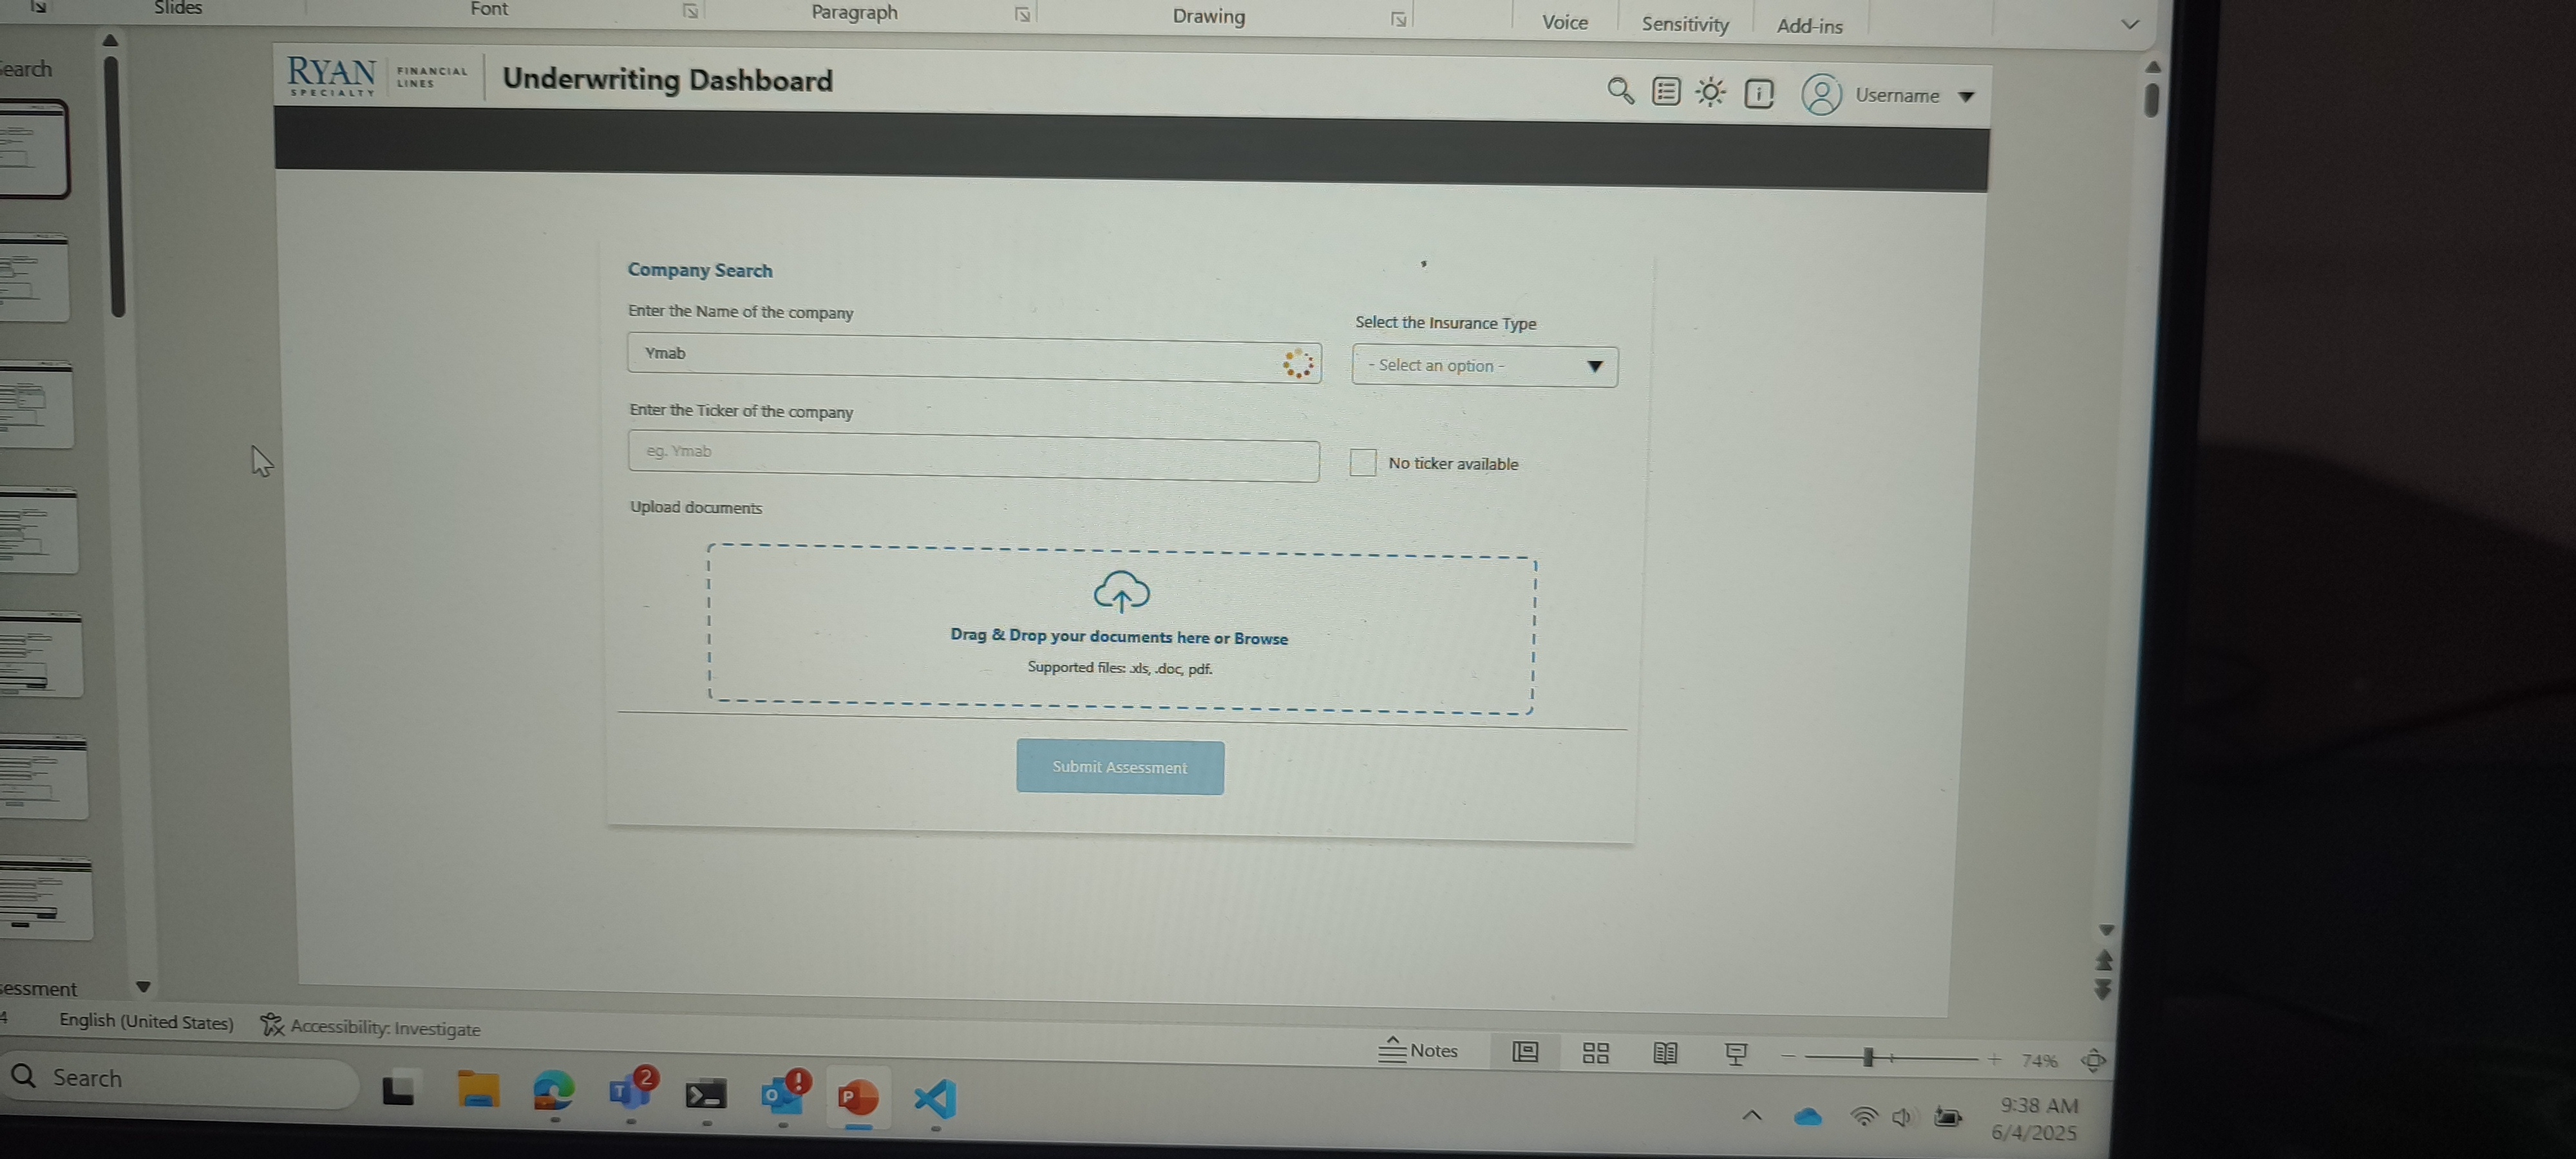 Slides
Font
Paragraph
Drawing
Voice
Sensitivity
Add-ins
earch
RYAN
SPECIALTY
FINANCIAL
LINES
Underwriting Dashboard
Username
Company Search
Enter the Name of the company
Select the Insurance Type
Ymab
- Select an option -
Enter the Ticker of the company
eg. Ymab
No ticker available
Upload documents
Drag & Drop your documents here or Browse
Supported files: .xls, .doc, pdf.
Submit Assessment
essment
4
English (United States)
Accessibility: Investigate
Notes
74%
Search
2
9:38 AM
6/4/2025